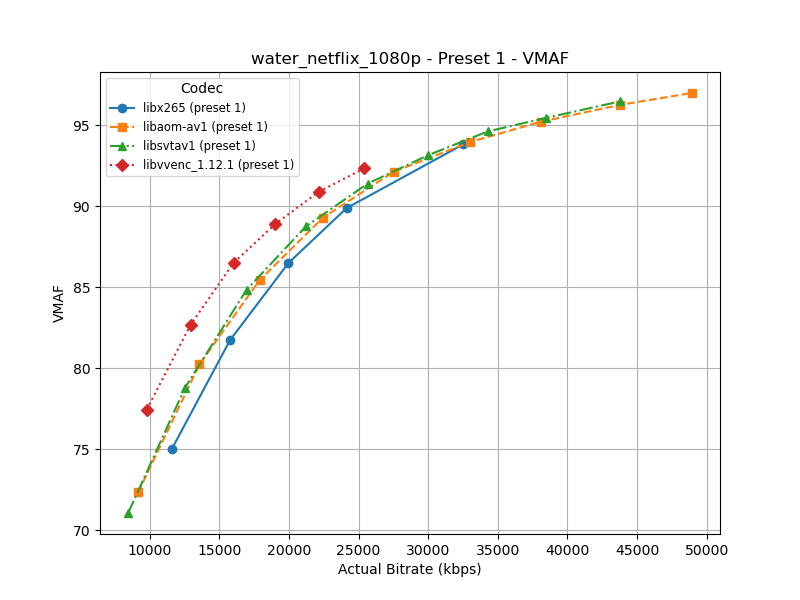 water_netflix_1080p - Preset 1 - VMAF
Codec
libx265 (preset 1)
libaom-av1 (preset 1)
libsvtav1 (preset 1)
libvvenc_1.12.1 (preset 1)
VMAF
95
90
85
80
75
70
10000 15000 20000 25000 30000 35000 40000 45000 50000
Actual Bitrate (kbps)